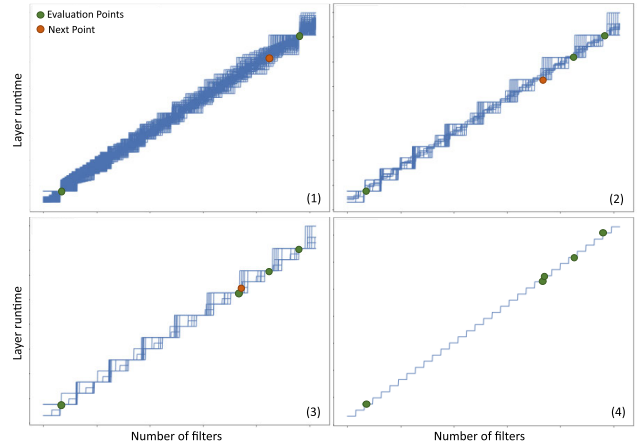 Evaluation Points
Next Point
Layer runtime
(1)
(2)
Layer runtime
(3)
(4)
Number of filters
Number of filters